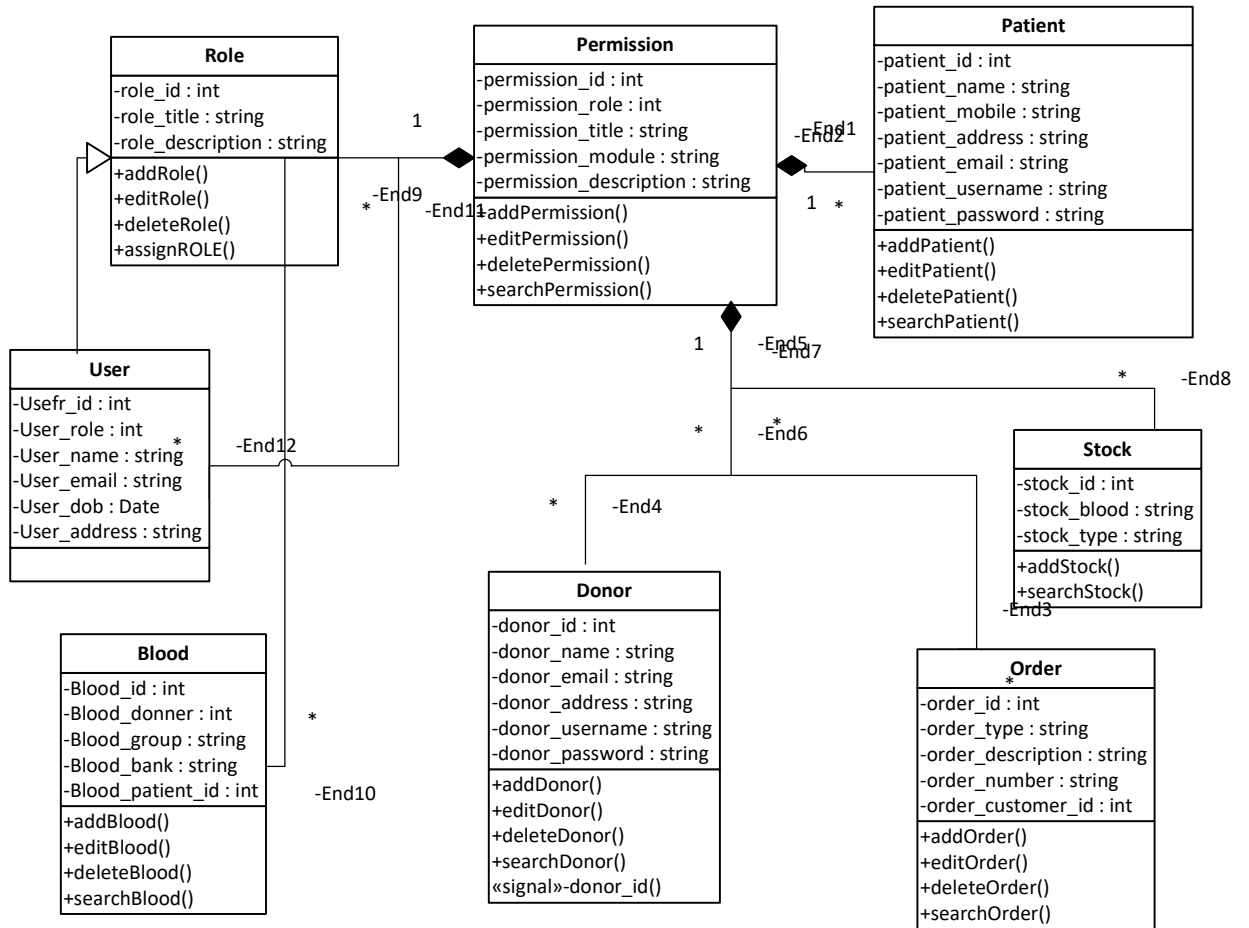 Role
-role_id : int
-role_title : string
-role_description : string
+addRole()
+editRole()
+deleteRole()
+assignROLE()
Permission
-permission_id : int
-permission_role : int
-permission_title : string
-permission_module : string
-permission_description : string
+addPermission()
+editPermission()
+deletePermission()
+searchPermission()
Patient
-patient_id : int
-patient_name : string
-patient_mobile : string
-patient_address : string
-patient_email : string
-patient_username : string
-patient_password : string
+addPatient()
+editPatient()
+deletePatient()
+searchPatient()
1
-End9
*
-End11
-End1
-End2
1
*
1
-End5
-End7
*
-End8
*
*
-End6
*
-End4
-End3
User
-Usefr_id : int
-User_role : int
-User_name : string
-User_email : string
-User_dob : Date
-User_address : string
*
-End12
Stock
-stock_id : int
-stock_blood : string
-stock_type : string
+addStock()
+searchStock()
Blood
-Blood_id : int
-Blood_donner : int
-Blood_group : string
-Blood_bank : string
-Blood_patient_id : int
+addBlood()
+editBlood()
+deleteBlood()
+searchBlood()
*
-End10
Donor
-donor_id : int
-donor_name : string
-donor_email : string
-donor_address : string
-donor_username : string
-donor_password : string
+addDonor()
+editDonor()
+deleteDonor()
+searchDonor()
«signal»-donor_id()
Order
*
-order_id : int
-order_type : string
-order_description : string
-order_number : string
-order_customer_id : int
+addOrder()
+editOrder()
+deleteOrder()
+searchOrder()